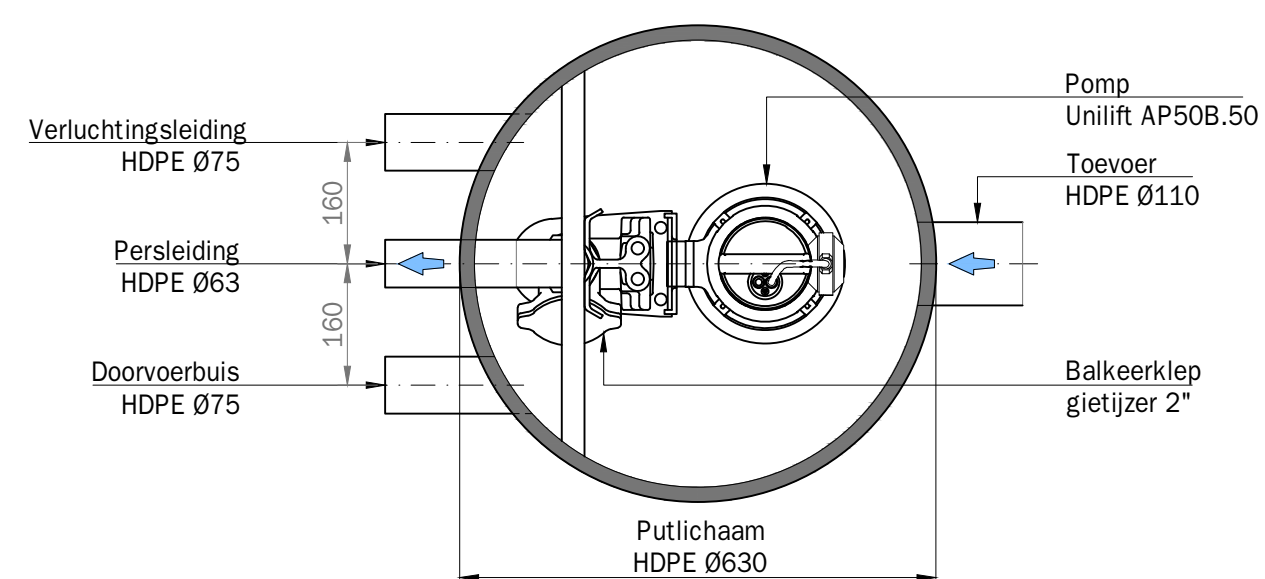 Verluchtingsleiding
HDPE Ø75
160
Persleiding
HDPE Ø63
160
Doorvoerbuis
HDPE Ø75
Pomp
Unilift AP50B.50
Toevoer
HDPE Ø110
Balkeerklep
gietijzer 2"
Putlichaam
HDPE Ø630